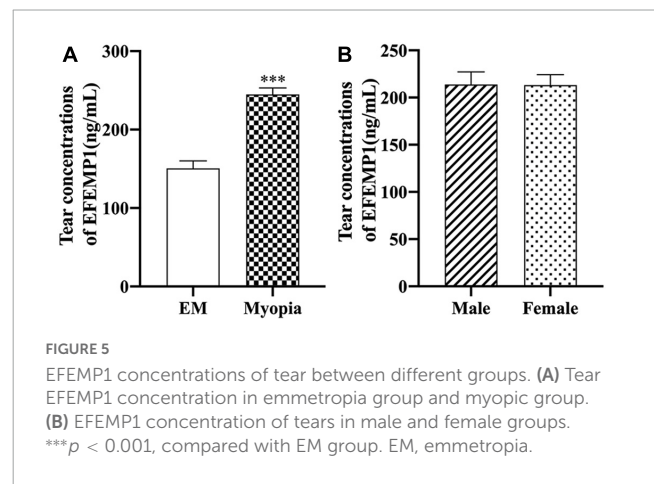 A
Tear concentrations
of EFEMP1(ng/mL)
300
200
100
0
***
EM Myopia
B
Tear concentrations
of EFEMP1(ng/mL)
250
200
150
100
50
0
Male Female
FIGURE 5
EFEMP1 concentrations of tear between different groups. (A) Tear
EFEMP1 concentration in emmetropia group and myopic group.
(B) EFEMP1 concentration of tears in male and female groups.
***p < 0.001, compared with EM group. EM, emmetropia.